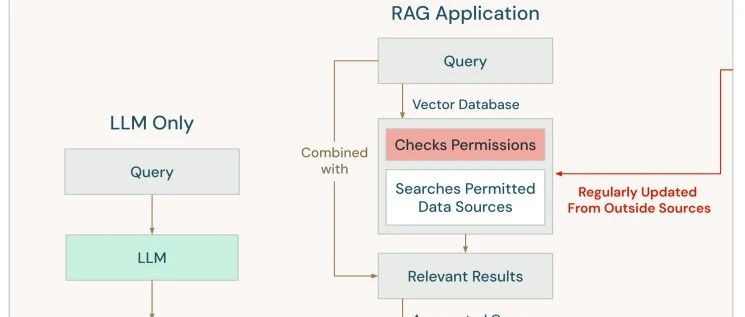 RAG Application
Query
Vector Database
LLM Only
Checks Permissions
Combined
with
Query
Searches Permitted
Data Sources
Regularly Updated
From Outside Sources
LLM
Relevant Results